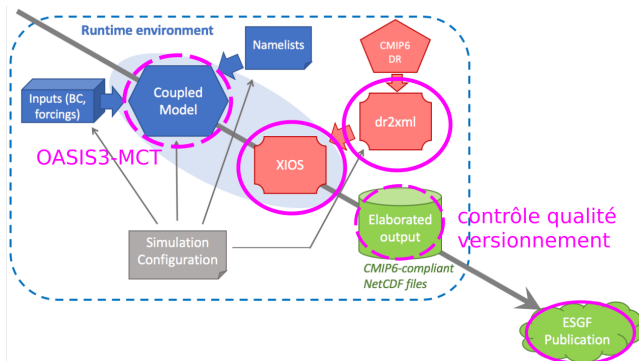 Runtime environment
Namelists
CMIP6
DR
Inputs (BC,
forcings)
Coupled
Model
dr2xml
OASIS3-MCT
XIOS
Simulation
Configuration
Elaborated
output
contrôle qualité
versionnement
CMIP6-compliant
NetCDF files
ESGF
Publication